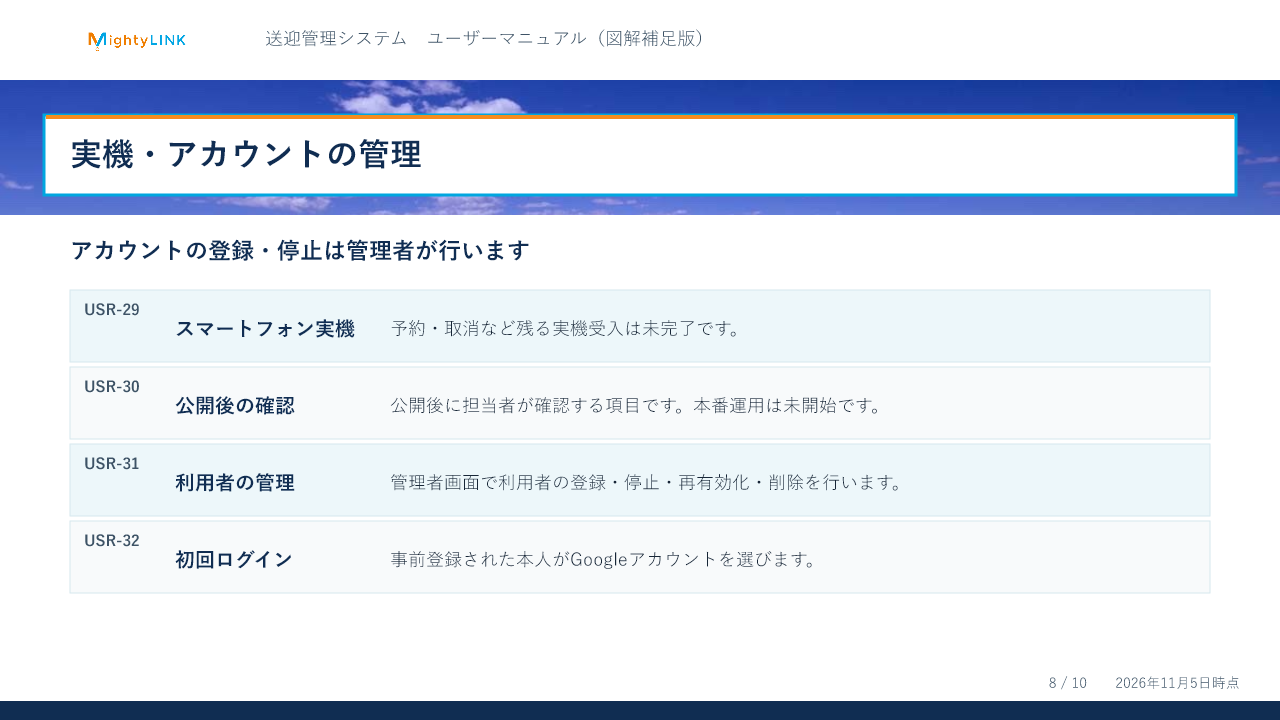 MightyLINK
送迎管理システム ユーザーマニュアル（図解補足版）
実機・アカウントの管理
アカウントの登録・停止は管理者が行います
USR-29
スマートフォン実機 予約・取消など残る実機受入は未完了です。
USR-30
公開後の確認 公開後に担当者が確認する項目です。本番運用は未開始です。
USR-31
利用者の管理 管理者画面で利用者の登録・停止・再有効化・削除を行います。
USR-32
初回ログイン 事前登録された本人がGoogleアカウントを選びます。
8 / 10 2026年11月5日時点